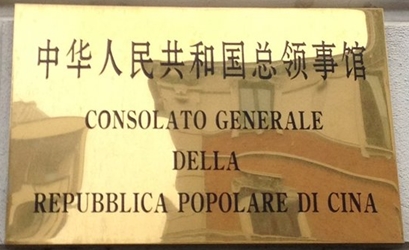 中华人民共和国总领事馆
CONSOLATO GENERALE
DELLA
REPUBBLICA POPOLARE DI CINA